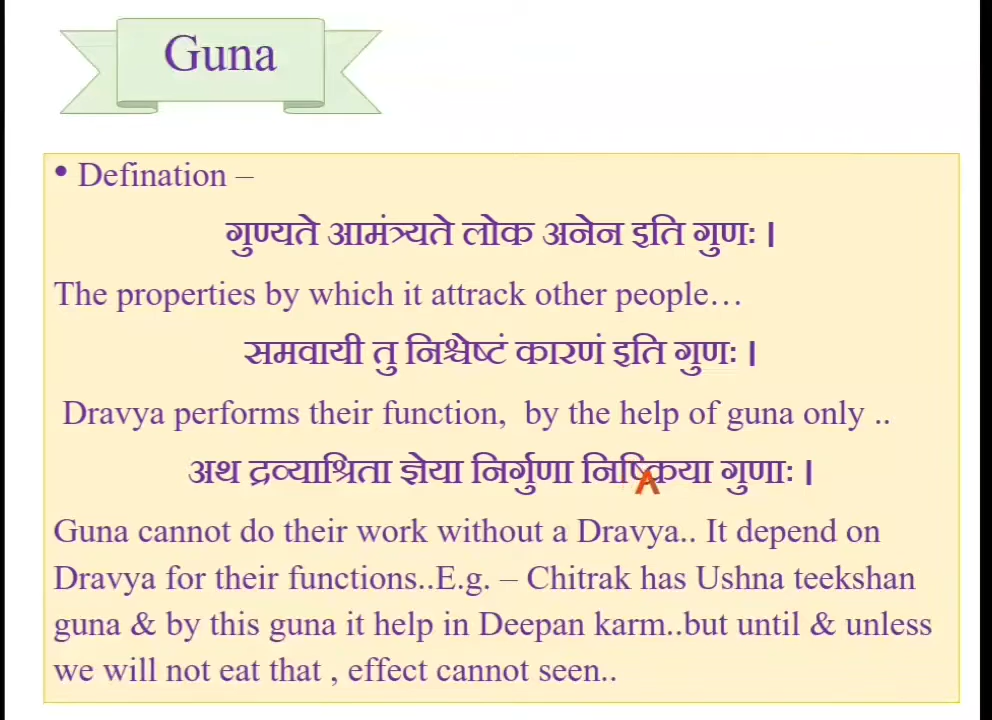 Guna
• Defination –
गुण्यते आमंत्र्यते लोक अनेन इति गुणः ।
The properties by which it attrack other people…
समवायी तु निश्चेष्टं कारणं इति गुणः ।
Dravya performs their function, by the help of guna only ..
अथ द्रव्याश्रिता ज्ञेया निर्गुणा निष्क्रिया गुणाः ।
Guna cannot do their work without a Dravya.. It depend on
Dravya for their functions..E.g. – Chitrak has Ushna teekshan
guna & by this guna it help in Deepan karm..but until & unless
we will not eat that , effect cannot seen..